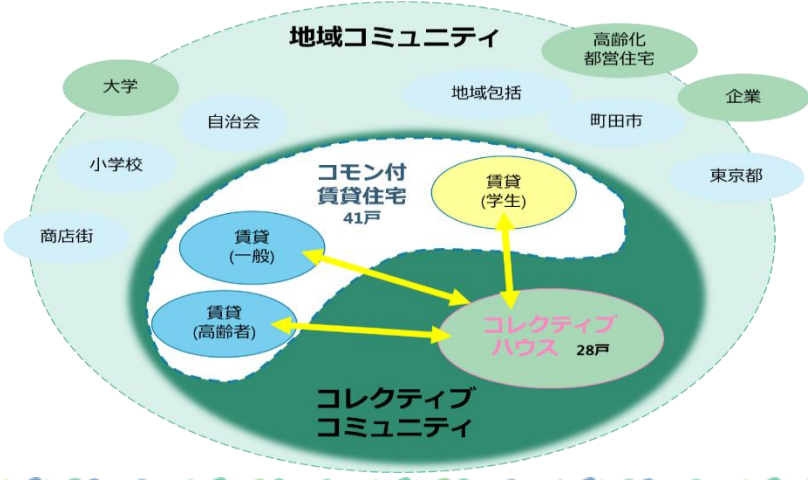 地域コミュニティ
高齢化
都営住宅
大学
地域包括
企業
自治会
町田市
小学校
コモン付
賃貸住宅
41戸
賃貸
(学生)
東京都
商店街
賃貸
(一般)
賃貸
(高齢者)
コレクティブ
ハウス 28戸
コレクティブ
コミュニティ